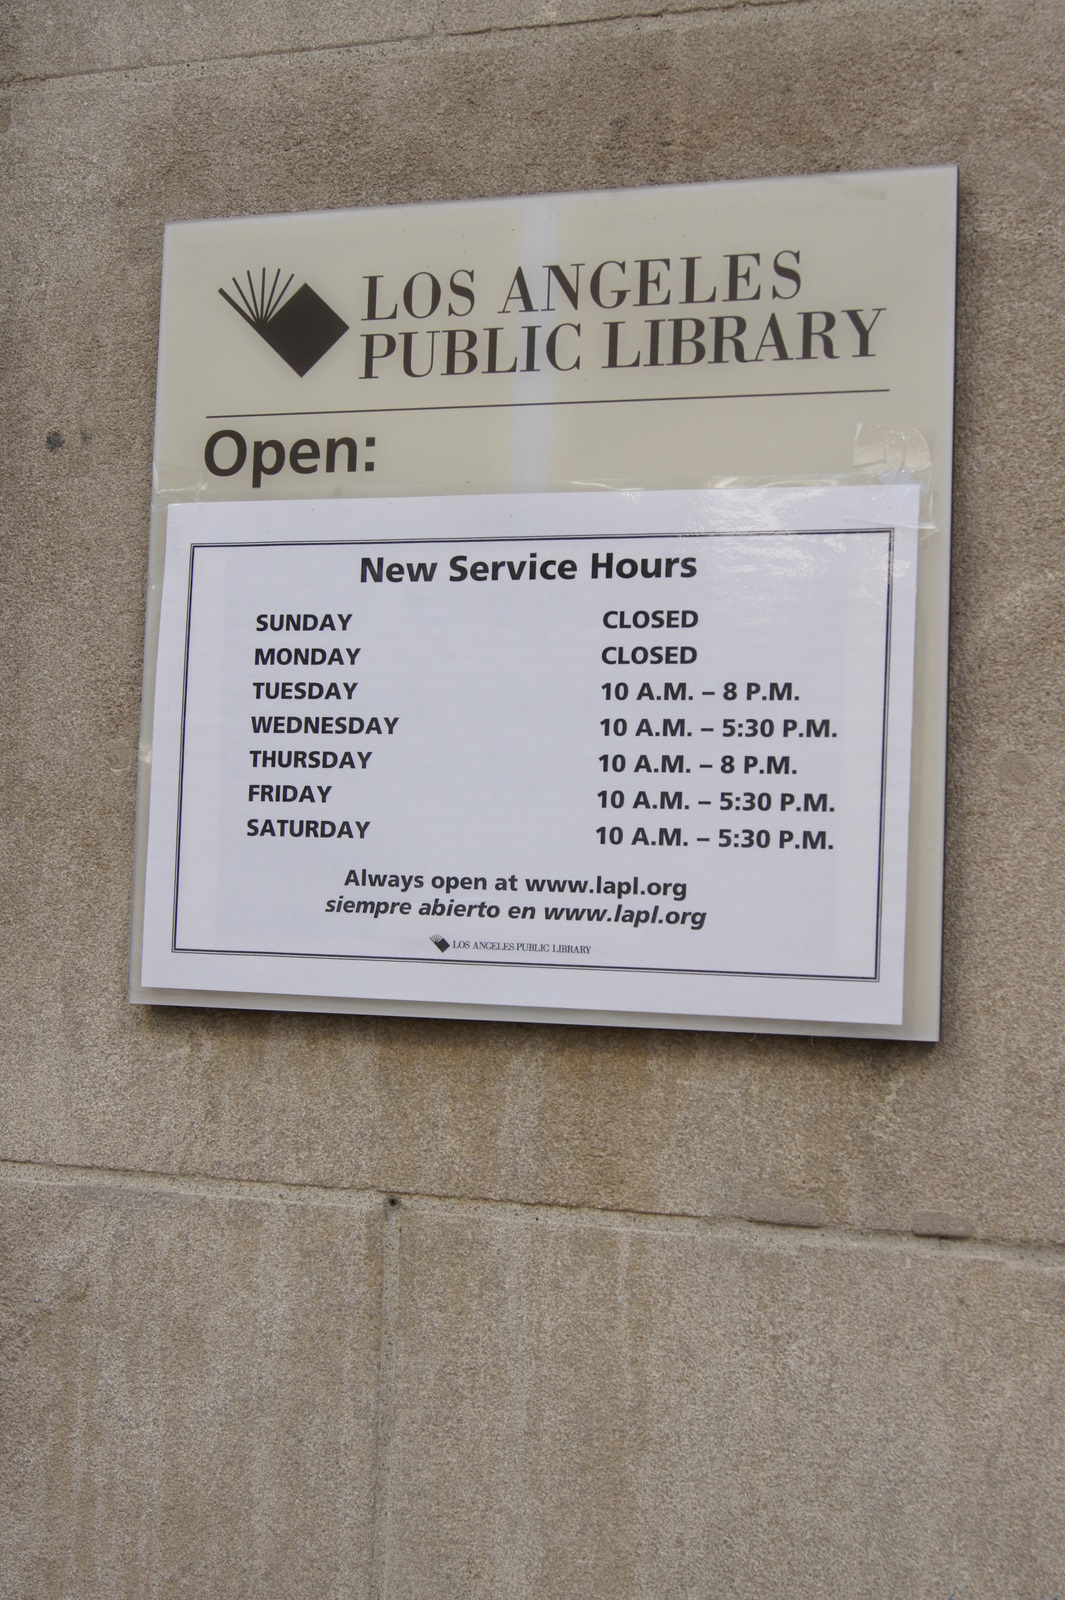 LOS ANGELES
PUBLIC LIBRARY
Open:
New Service Hours
SUNDAY CLOSED
MONDAY CLOSED
TUESDAY 10 A.M. – 8 P.M.
WEDNESDAY 10 A.M. – 5:30 P.M.
THURSDAY 10 A.M. – 8 P.M.
FRIDAY 10 A.M. – 5:30 P.M.
SATURDAY 10 A.M. – 5:30 P.M.
Always open at www.lapl.org
siempre abierto en www.lapl.org
LOS ANGELES PUBLIC LIBRARY